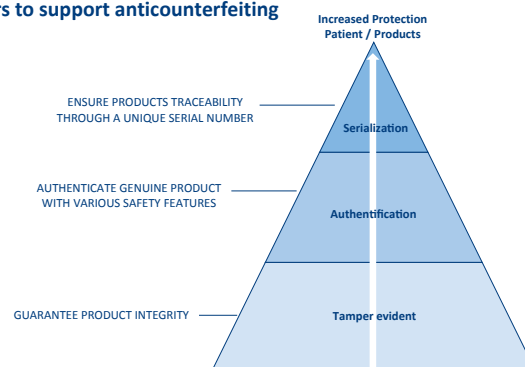 rs to support anticounterfeiting
Increased Protection
Patient / Products
ENSURE PRODUCTS TRACEABILITY
THROUGH A UNIQUE SERIAL NUMBER
Serialization
AUTHENTICATE GENUINE PRODUCT
WITH VARIOUS SAFETY FEATURES
Authentification
GUARANTEE PRODUCT INTEGRITY
Tamper evident